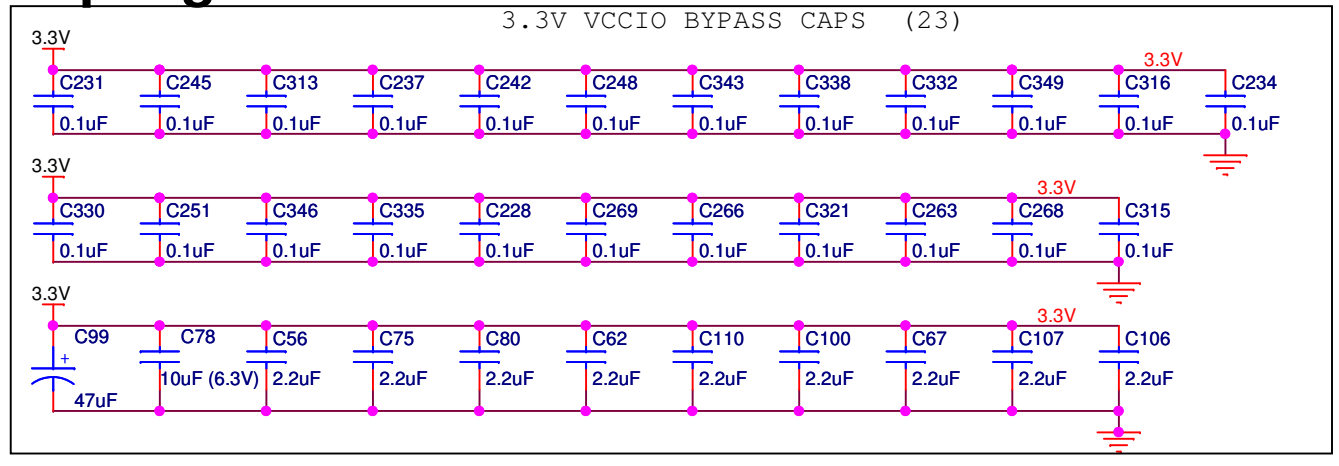 3.3V VCCIO BYPASS CAPS (23)
3.3V
3.3V
C231 C245 C313 C237 C242 C248 C343 C338 C332 C349 C316 C234
0.1uF 0.1uF 0.1uF 0.1uF 0.1uF 0.1uF 0.1uF 0.1uF 0.1uF 0.1uF 0.1uF 0.1uF
3.3V
3.3V
C330 C251 C346 C335 C228 C269 C266 C321 C263 C268 C315
0.1uF 0.1uF 0.1uF 0.1uF 0.1uF 0.1uF 0.1uF 0.1uF 0.1uF 0.1uF 0.1uF
3.3V
3.3V
C99 C78 C56 C75 C80 C62 C110 C100 C67 C107 C106
+
10uF (6.3V) 2.2uF 2.2uF 2.2uF 2.2uF 2.2uF 2.2uF 2.2uF 2.2uF 2.2uF
47uF